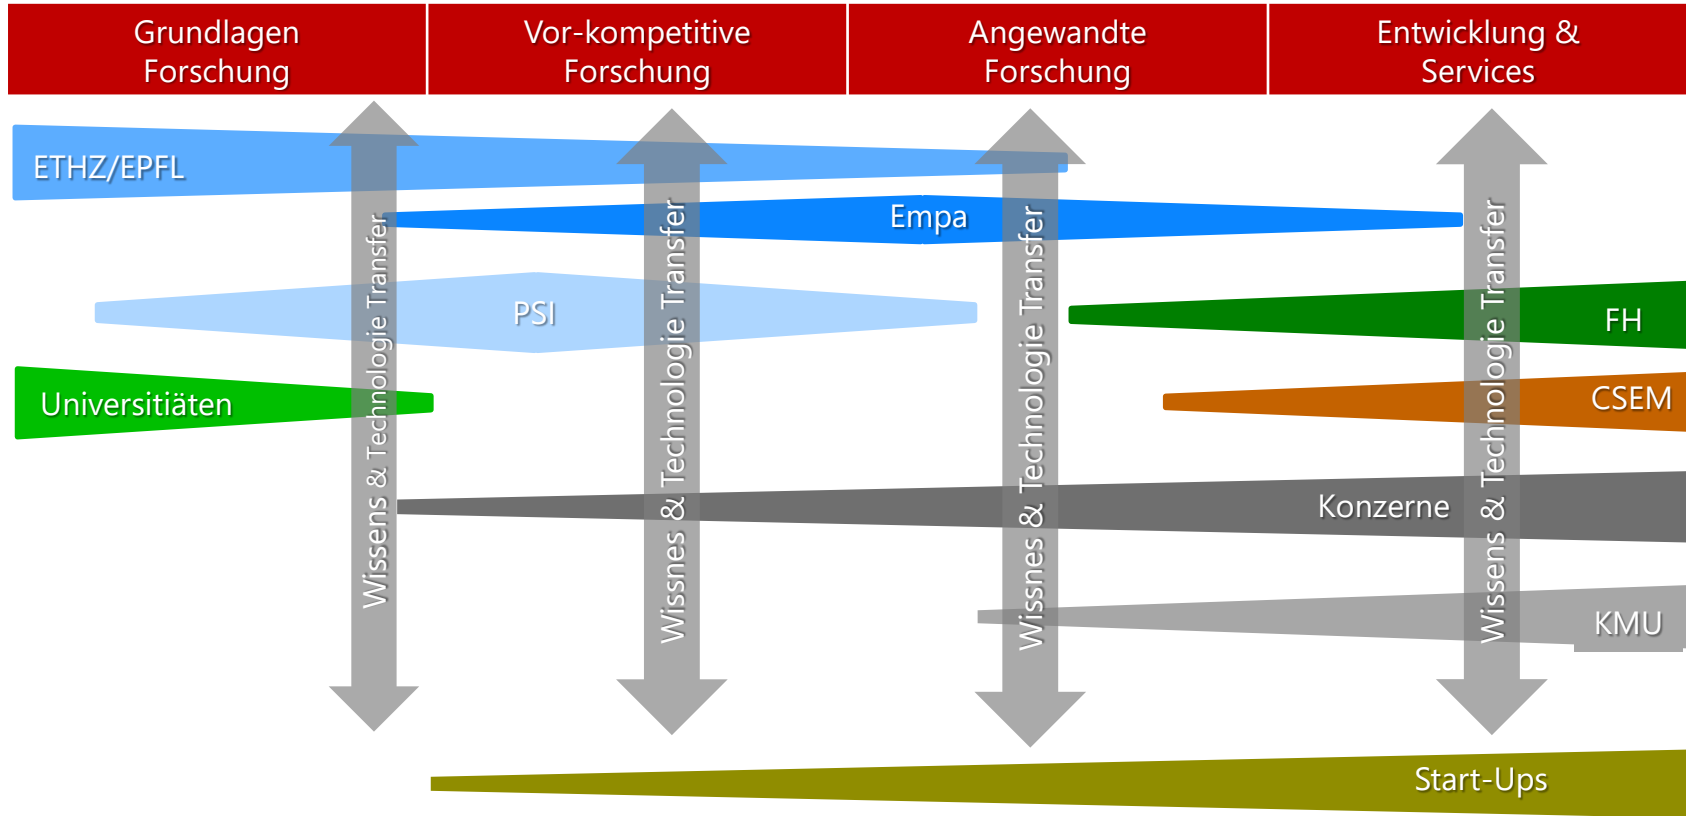 Grundlagen
Forschung
Vor-kompetitive
Forschung
Angewandte
Forschung
Entwicklung &
Services
ETHZ/EPFL
Empa
PSI
FH
Universitiäten
CSEM
Konzerne
KMU
Start-Ups
Wissens & Technologie Transfer
Wissnes & Technologie Transfer
Wissnes & Technologie Transfer
Wissens & Technologie Transfer